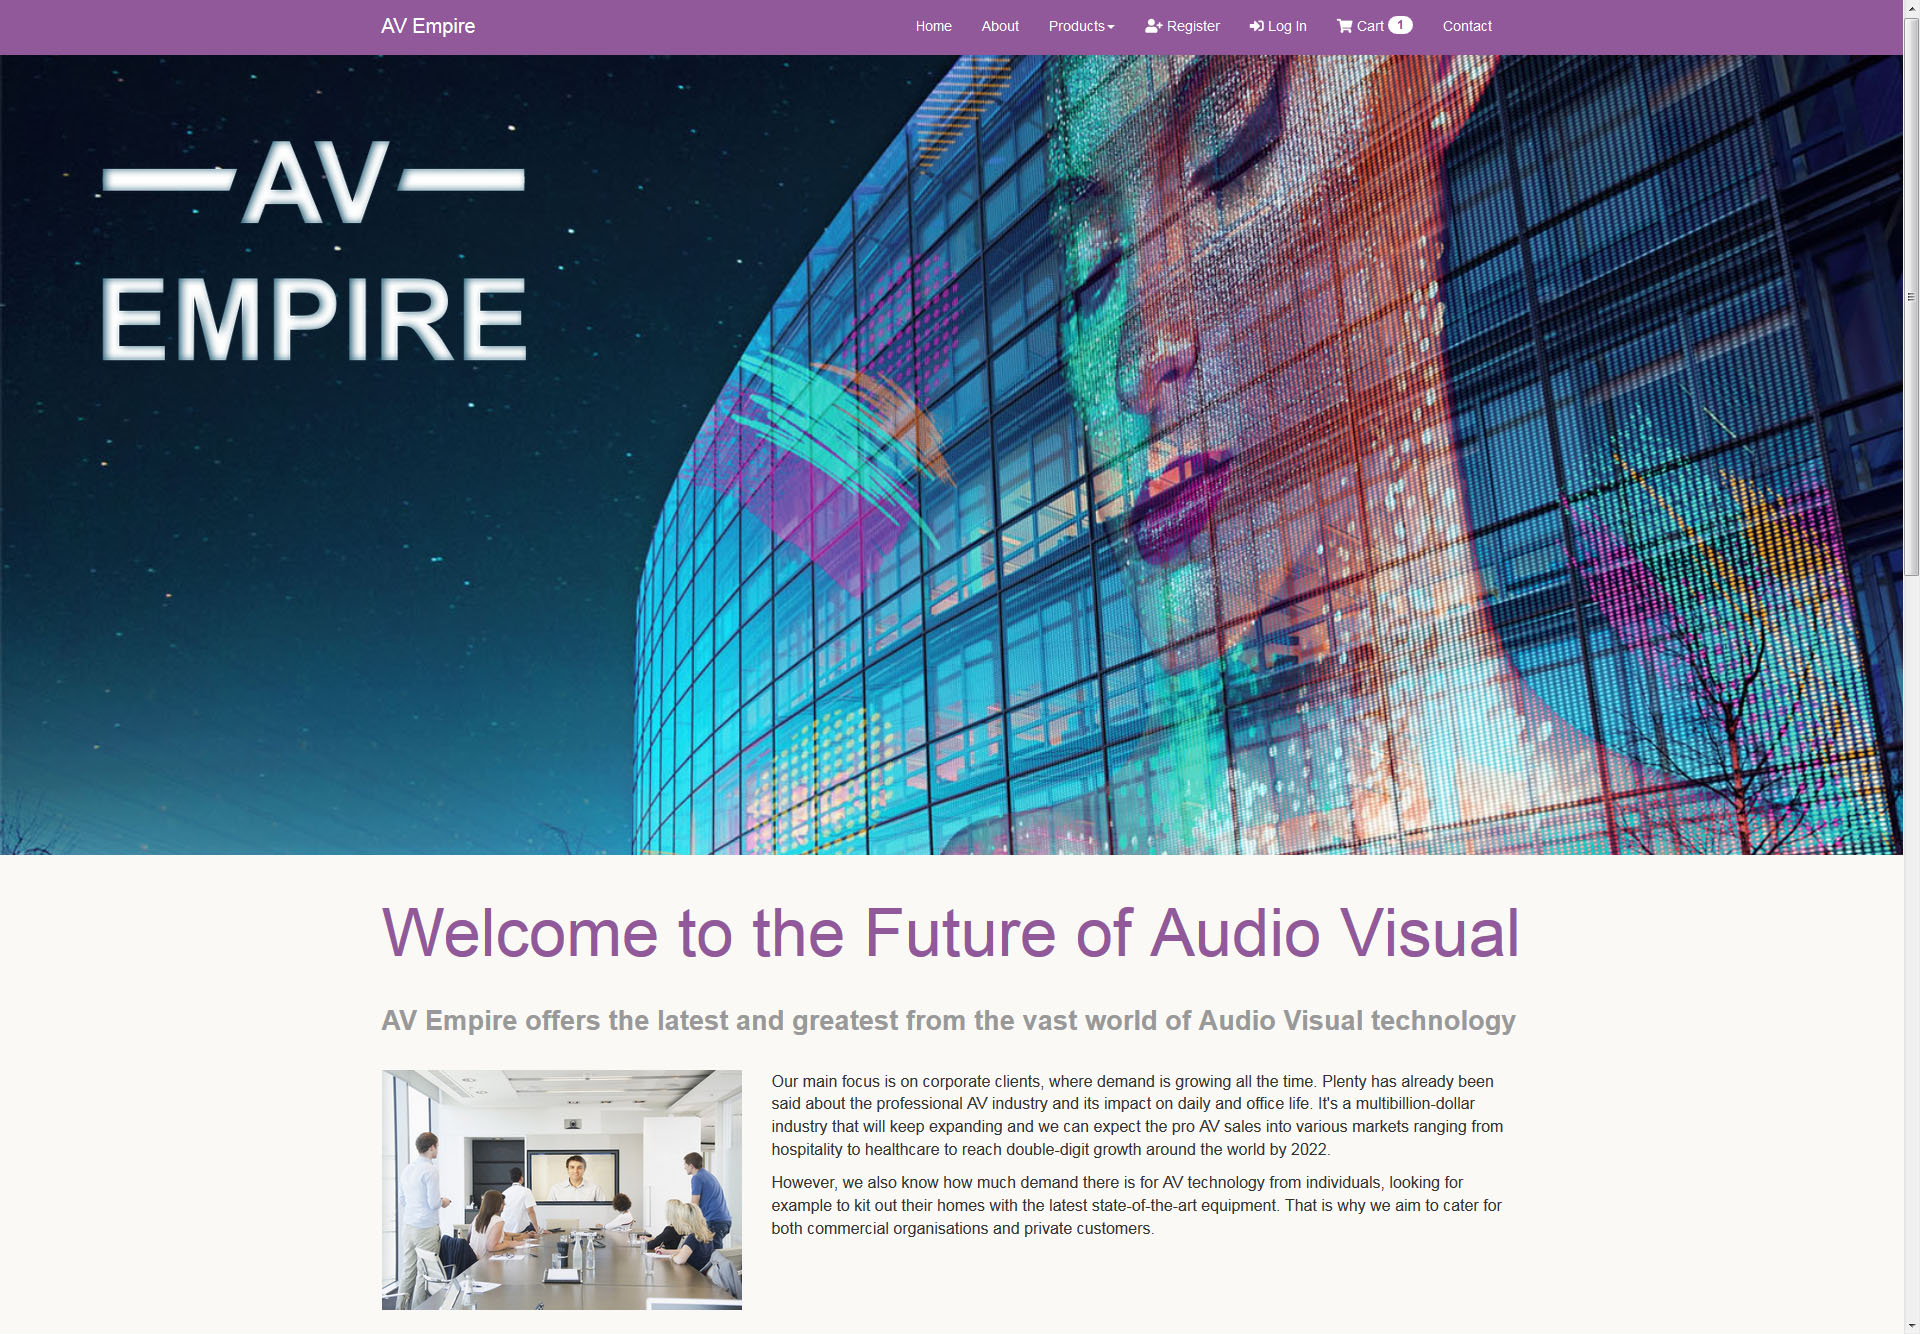 AV Empire Home About Products Register Log In Cart 1 Contact
AV
EMPIRE
Welcome to the Future of Audio Visual
AV Empire offers the latest and greatest from the vast world of Audio Visual technology
Our main focus is on corporate clients, where demand is growing all the time. Plenty has already been
said about the professional AV industry and its impact on daily and office life. It's a multibillion-dollar
industry that will keep expanding and we can expect the pro AV sales into various markets ranging from
hospitality to healthcare to reach double-digit growth around the world by 2022.
However, we also know how much demand there is for AV technology from individuals, looking for
example to kit out their homes with the latest state-of-the-art equipment. That is why we aim to cater for
both commercial organisations and private customers.